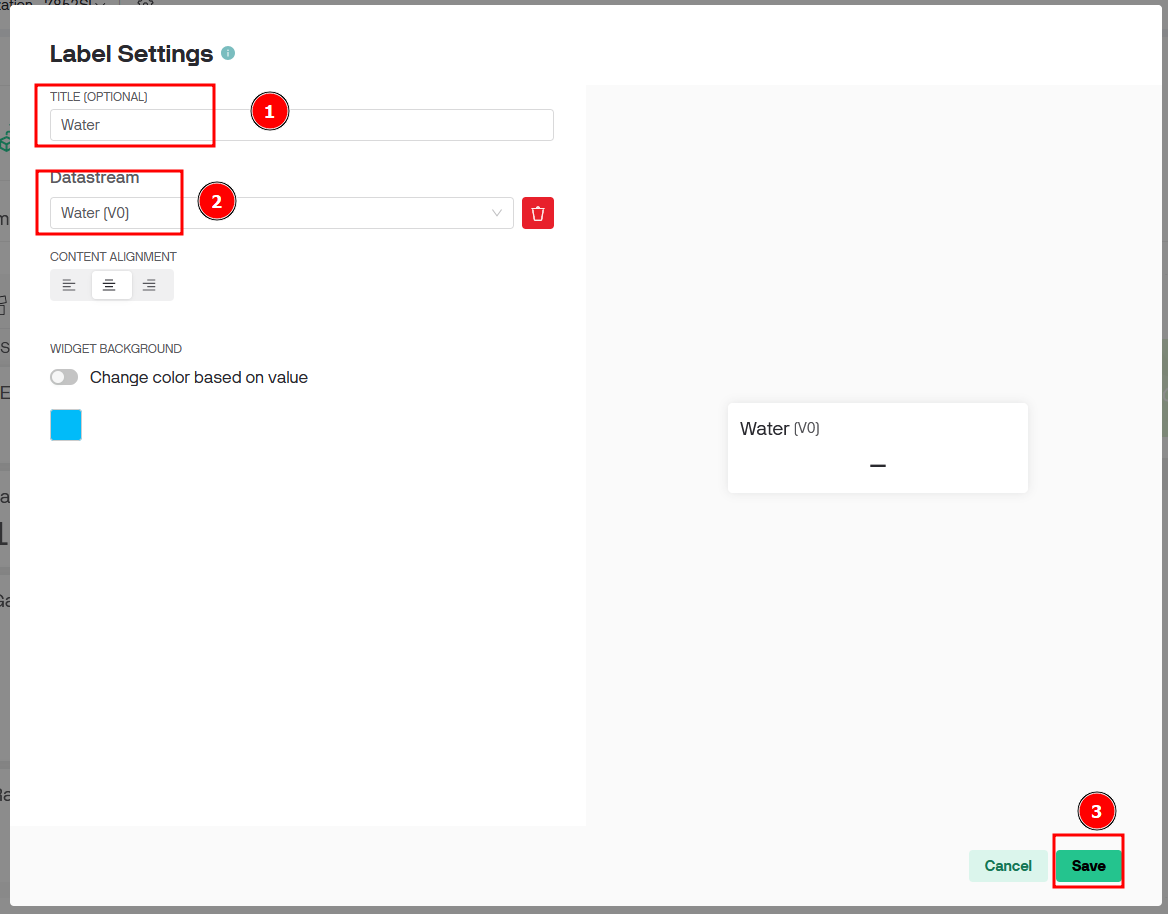 Label Settings
TITLE (OPTIONAL)
1
Water
Datastream
2
Water (V0)
CONTENT ALIGNMENT
WIDGET BACKGROUND
Change color based on value
Water (V0)
–
3
Cancel
Save